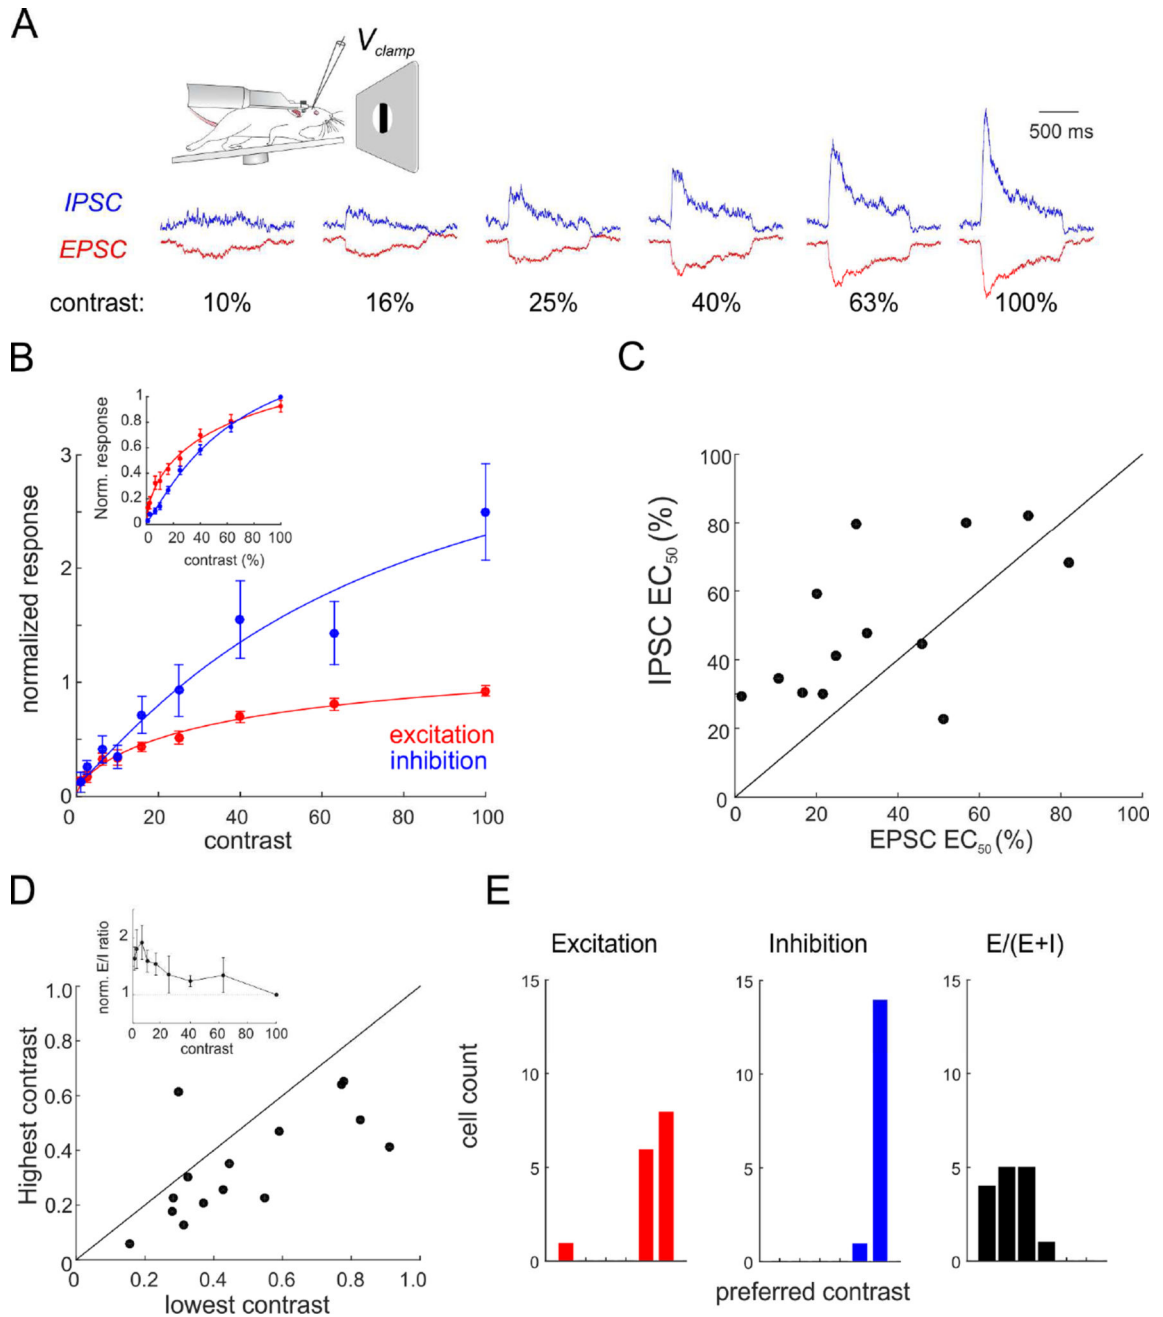 A
V clamp
500 ms
IPSC
EPSC
contrast: 10% 16% 25% 40% 63% 100%
B
C
1
0.8
0.6
0.4
0.2
0
Norm. response
0 20 40 60 80 100
contrast (%)
3
2
1
0
normalized response
excitation
inhibition
0 20 40 60 80 100
contrast
100
80
60
40
20
0
IPSC EC50 (%)
0 20 40 60 80 100
EPSC EC50 (%)
D
E
2
1
norm. E/I ratio
0 20 40 60 80 100
contrast
1.0
0.8
0.6
0.4
0.2
0
Highest contrast
0 0.2 0.4 0.6 0.8 1.0
lowest contrast
Excitation
Inhibition
E/(E+I)
cell count
15
10
5
0
15
10
5
0
15
10
5
0
preferred contrast